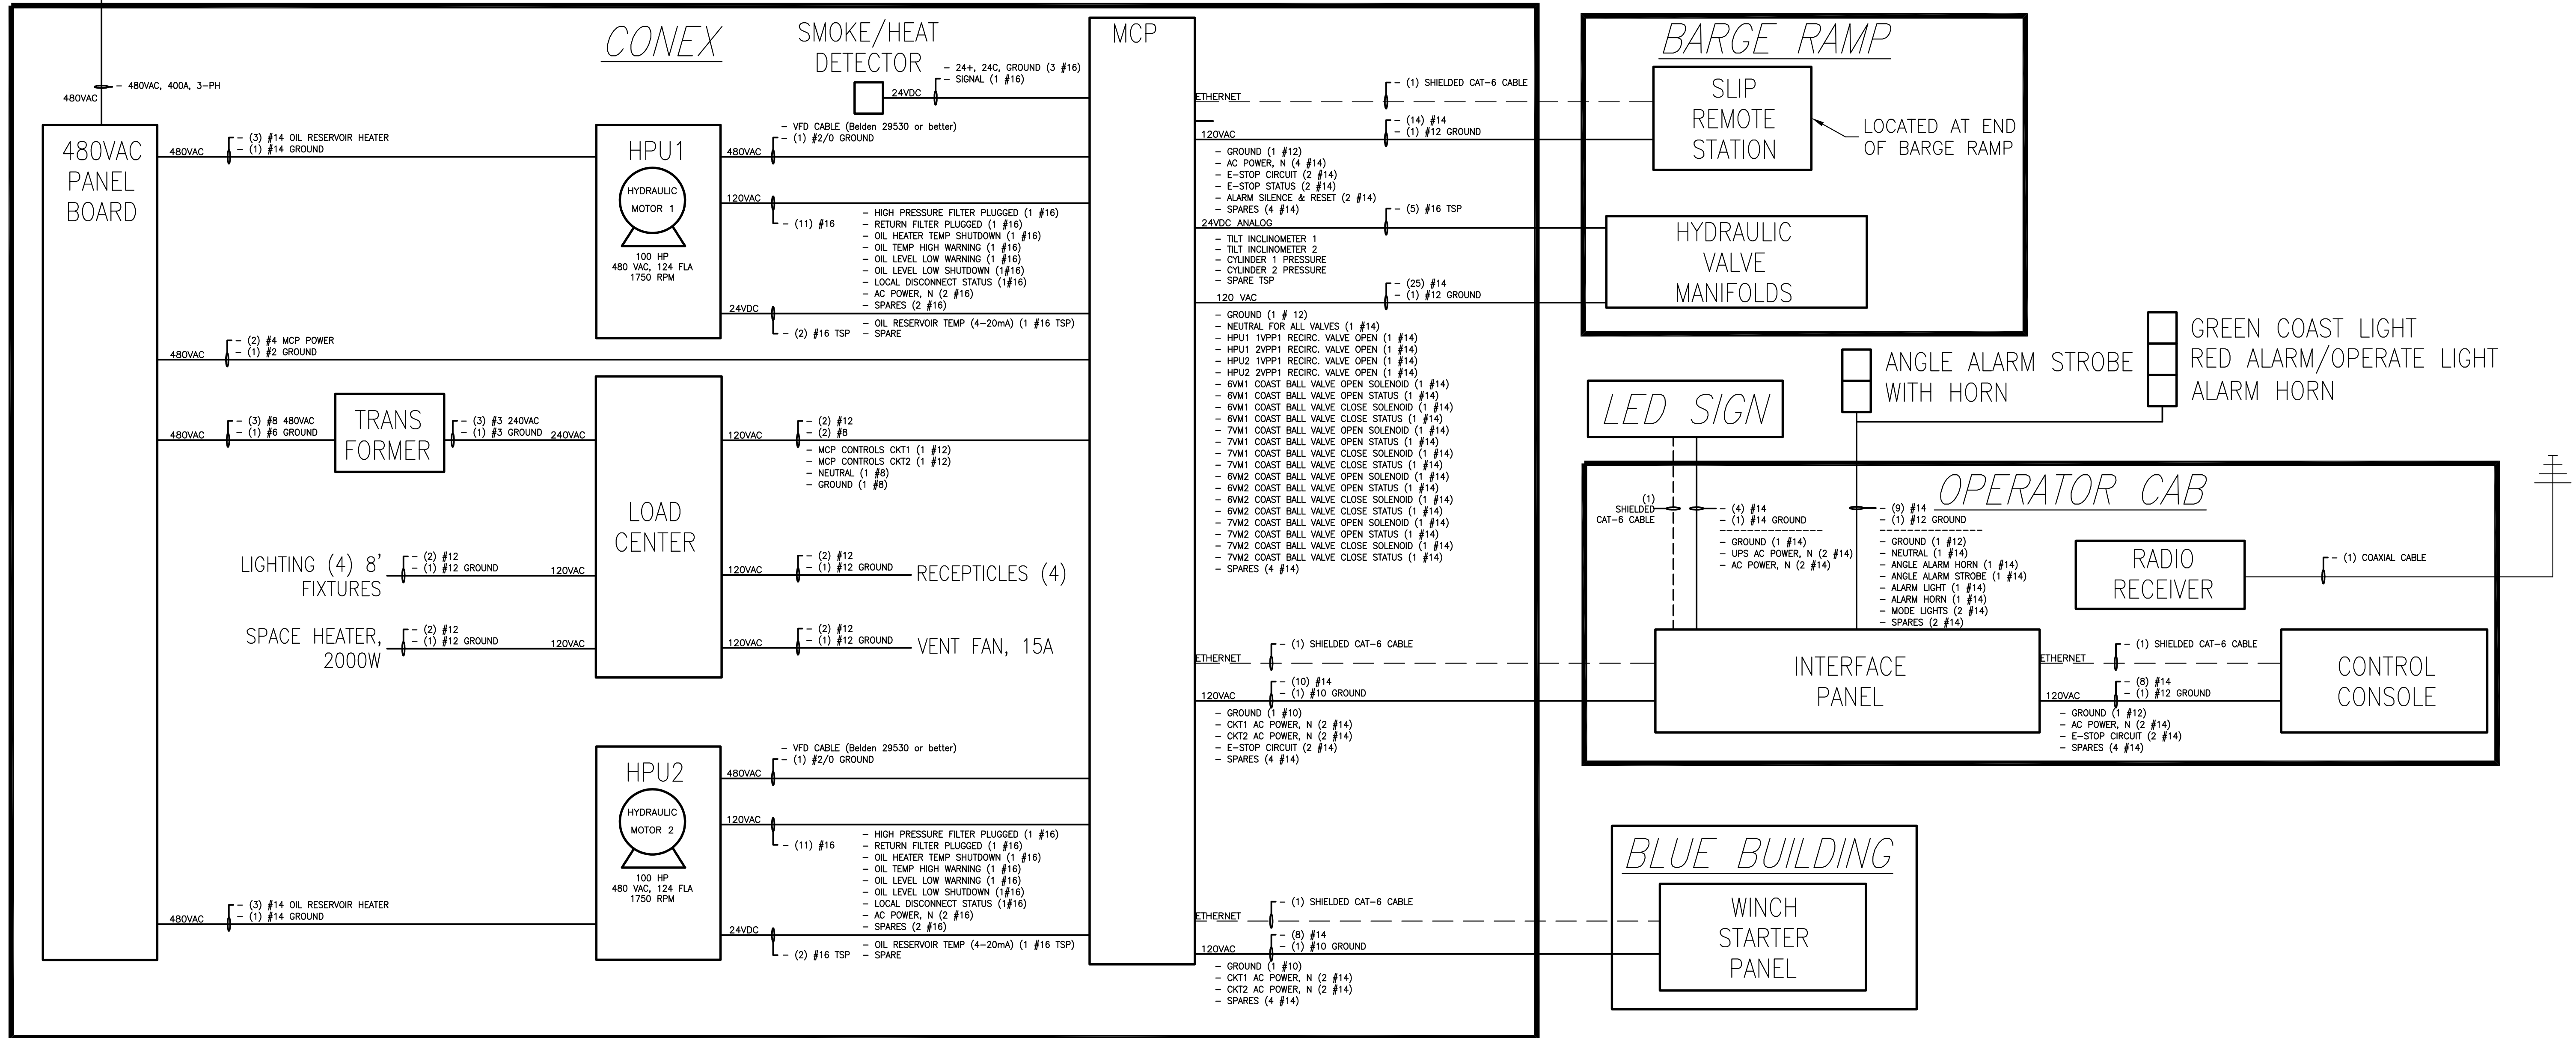 CONEX
- 480VAC, 400A, 3-PH
480VAC
480VAC
PANEL
BOARD
480VAC
- (3) #14 OIL RESERVOIR HEATER
- (1) #14 GROUND
HPU1
HYDRAULIC
MOTOR 1
100 HP
480 VAC, 124 FLA
1750 RPM
SMOKE/HEAT
DETECTOR
24VDC
- 24+, 24C, GROUND (3 #16)
- SIGNAL (1 #16)
- VFD CABLE (Belden 29530 or better)
- (1) #2/0 GROUND
480VAC
120VAC
- (11) #16
- HIGH PRESSURE FILTER PLUGGED (1 #16)
- RETURN FILTER PLUGGED (1 #16)
- OIL HEATER TEMP SHUTDOWN (1 #16)
- OIL TEMP HIGH WARNING (1 #16)
- OIL LEVEL LOW WARNING (1 #16)
- OIL LEVEL LOW SHUTDOWN (1#16)
- LOCAL DISCONNECT STATUS (1#16)
- AC POWER, N (2 #16)
- SPARES (2 #16)
24VDC
- (2) #16 TSP
- OIL RESERVOIR TEMP (4-20mA) (1 #16 TSP)
- SPARE
480VAC
- (2) #4 MCP POWER
- (1) #2 GROUND
480VAC
- (3) #8 480VAC
- (1) #6 GROUND
TRANS
FORMER
- (3) #3 240VAC
- (1) #3 GROUND
240VAC
LOAD
CENTER
120VAC
- (2) #12
- (2) #8
- MCP CONTROLS CKT1 (1 #12)
- MCP CONTROLS CKT2 (1 #12)
- NEUTRAL (1 #8)
- GROUND (1 #8)
LIGHTING (4) 8'
FIXTURES
- (2) #12
- (1) #12 GROUND
120VAC
120VAC
- (2) #12
- (1) #12 GROUND
RECEPTICLES (4)
SPACE HEATER,
2000W
- (2) #12
- (1) #12 GROUND
120VAC
120VAC
- (2) #12
- (1) #12 GROUND
VENT FAN, 15A
HPU2
HYDRAULIC
MOTOR 2
100 HP
480 VAC, 124 FLA
1750 RPM
- VFD CABLE (Belden 29530 or better)
- (1) #2/0 GROUND
480VAC
120VAC
- (11) #16
- HIGH PRESSURE FILTER PLUGGED (1 #16)
- RETURN FILTER PLUGGED (1 #16)
- OIL HEATER TEMP SHUTDOWN (1 #16)
- OIL TEMP HIGH WARNING (1 #16)
- OIL LEVEL LOW WARNING (1 #16)
- OIL LEVEL LOW SHUTDOWN (1#16)
- LOCAL DISCONNECT STATUS (1#16)
- AC POWER, N (2 #16)
- SPARES (2 #16)
480VAC
- (3) #14 OIL RESERVOIR HEATER
- (1) #14 GROUND
24VDC
- (2) #16 TSP
- OIL RESERVOIR TEMP (4-20mA) (1 #16 TSP)
- SPARE
MCP
ETHERNET
- (1) SHIELDED CAT-6 CABLE
120VAC
- (14) #14
- (1) #12 GROUND
- GROUND (1 #12)
- AC POWER, N (4 #14)
- E-STOP CIRCUIT (2 #14)
- E-STOP STATUS (2 #14)
- ALARM SILENCE & RESET (2 #14)
- SPARES (4 #14)
24VDC ANALOG
- (5) #16 TSP
- TILT INCLINOMETER 1
- TILT INCLINOMETER 2
- CYLINDER 1 PRESSURE
- CYLINDER 2 PRESSURE
- SPARE TSP
120 VAC
- (25) #14
- (1) #12 GROUND
- GROUND (1 # 12)
- NEUTRAL FOR ALL VALVES (1 #14)
- HPU1 1VPP1 RECIRC. VALVE OPEN (1 #14)
- HPU1 2VPP1 RECIRC. VALVE OPEN (1 #14)
- HPU2 1VPP1 RECIRC. VALVE OPEN (1 #14)
- HPU2 2VPP1 RECIRC. VALVE OPEN (1 #14)
- 6VM1 COAST BALL VALVE OPEN SOLENOID (1 #14)
- 6VM1 COAST BALL VALVE OPEN STATUS (1 #14)
- 6VM1 COAST BALL VALVE CLOSE SOLENOID (1 #14)
- 6VM1 COAST BALL VALVE CLOSE STATUS (1 #14)
- 7VM1 COAST BALL VALVE OPEN SOLENOID (1 #14)
- 7VM1 COAST BALL VALVE OPEN STATUS (1 #14)
- 7VM1 COAST BALL VALVE CLOSE SOLENOID (1 #14)
- 7VM1 COAST BALL VALVE CLOSE STATUS (1 #14)
- 6VM2 COAST BALL VALVE OPEN SOLENOID (1 #14)
- 6VM2 COAST BALL VALVE OPEN STATUS (1 #14)
- 6VM2 COAST BALL VALVE CLOSE SOLENOID (1 #14)
- 6VM2 COAST BALL VALVE CLOSE STATUS (1 #14)
- 7VM2 COAST BALL VALVE OPEN SOLENOID (1 #14)
- 7VM2 COAST BALL VALVE OPEN STATUS (1 #14)
- 7VM2 COAST BALL VALVE CLOSE SOLENOID (1 #14)
- 7VM2 COAST BALL VALVE CLOSE STATUS (1 #14)
- SPARES (4 #14)
ETHERNET
- (1) SHIELDED CAT-6 CABLE
120VAC
- (10) #14
- (1) #10 GROUND
- GROUND (1 #10)
- CKT1 AC POWER, N (2 #14)
- CKT2 AC POWER, N (2 #14)
- E-STOP CIRCUIT (2 #14)
- SPARES (4 #14)
ETHERNET
- (1) SHIELDED CAT-6 CABLE
120VAC
- (8) #14
- (1) #10 GROUND
- GROUND (1 #10)
- CKT1 AC POWER, N (2 #14)
- CKT2 AC POWER, N (2 #14)
- SPARES (4 #14)
BARGE RAMP
SLIP
REMOTE
STATION
LOCATED AT END
OF BARGE RAMP
HYDRAULIC
VALVE
MANIFOLDS
LED SIGN
ANGLE ALARM STROBE
WITH HORN
GREEN COAST LIGHT
RED ALARM/OPERATE LIGHT
ALARM HORN
OPERATOR CAB
(1)
SHIELDED
CAT-6 CABLE
- (4) #14
- (1) #14 GROUND
- GROUND (1 #14)
- UPS AC POWER, N (2 #14)
- AC POWER, N (2 #14)
- (9) #14
- (1) #12 GROUND
- GROUND (1 #12)
- NEUTRAL (1 #14)
- ANGLE ALARM HORN (1 #14)
- ANGLE ALARM STROBE (1 #14)
- ALARM LIGHT (1 #14)
- ALARM HORN (1 #14)
- MODE LIGHTS (2 #14)
- SPARES (2 #14)
RADIO
RECEIVER
- (1) COAXIAL CABLE
INTERFACE
PANEL
ETHERNET
- (1) SHIELDED CAT-6 CABLE
120VAC
- (8) #14
- (1) #12 GROUND
- GROUND (1 #12)
- AC POWER, N (2 #14)
- E-STOP CIRCUIT (2 #14)
- SPARES (4 #14)
CONTROL
CONSOLE
BLUE BUILDING
WINCH
STARTER
PANEL